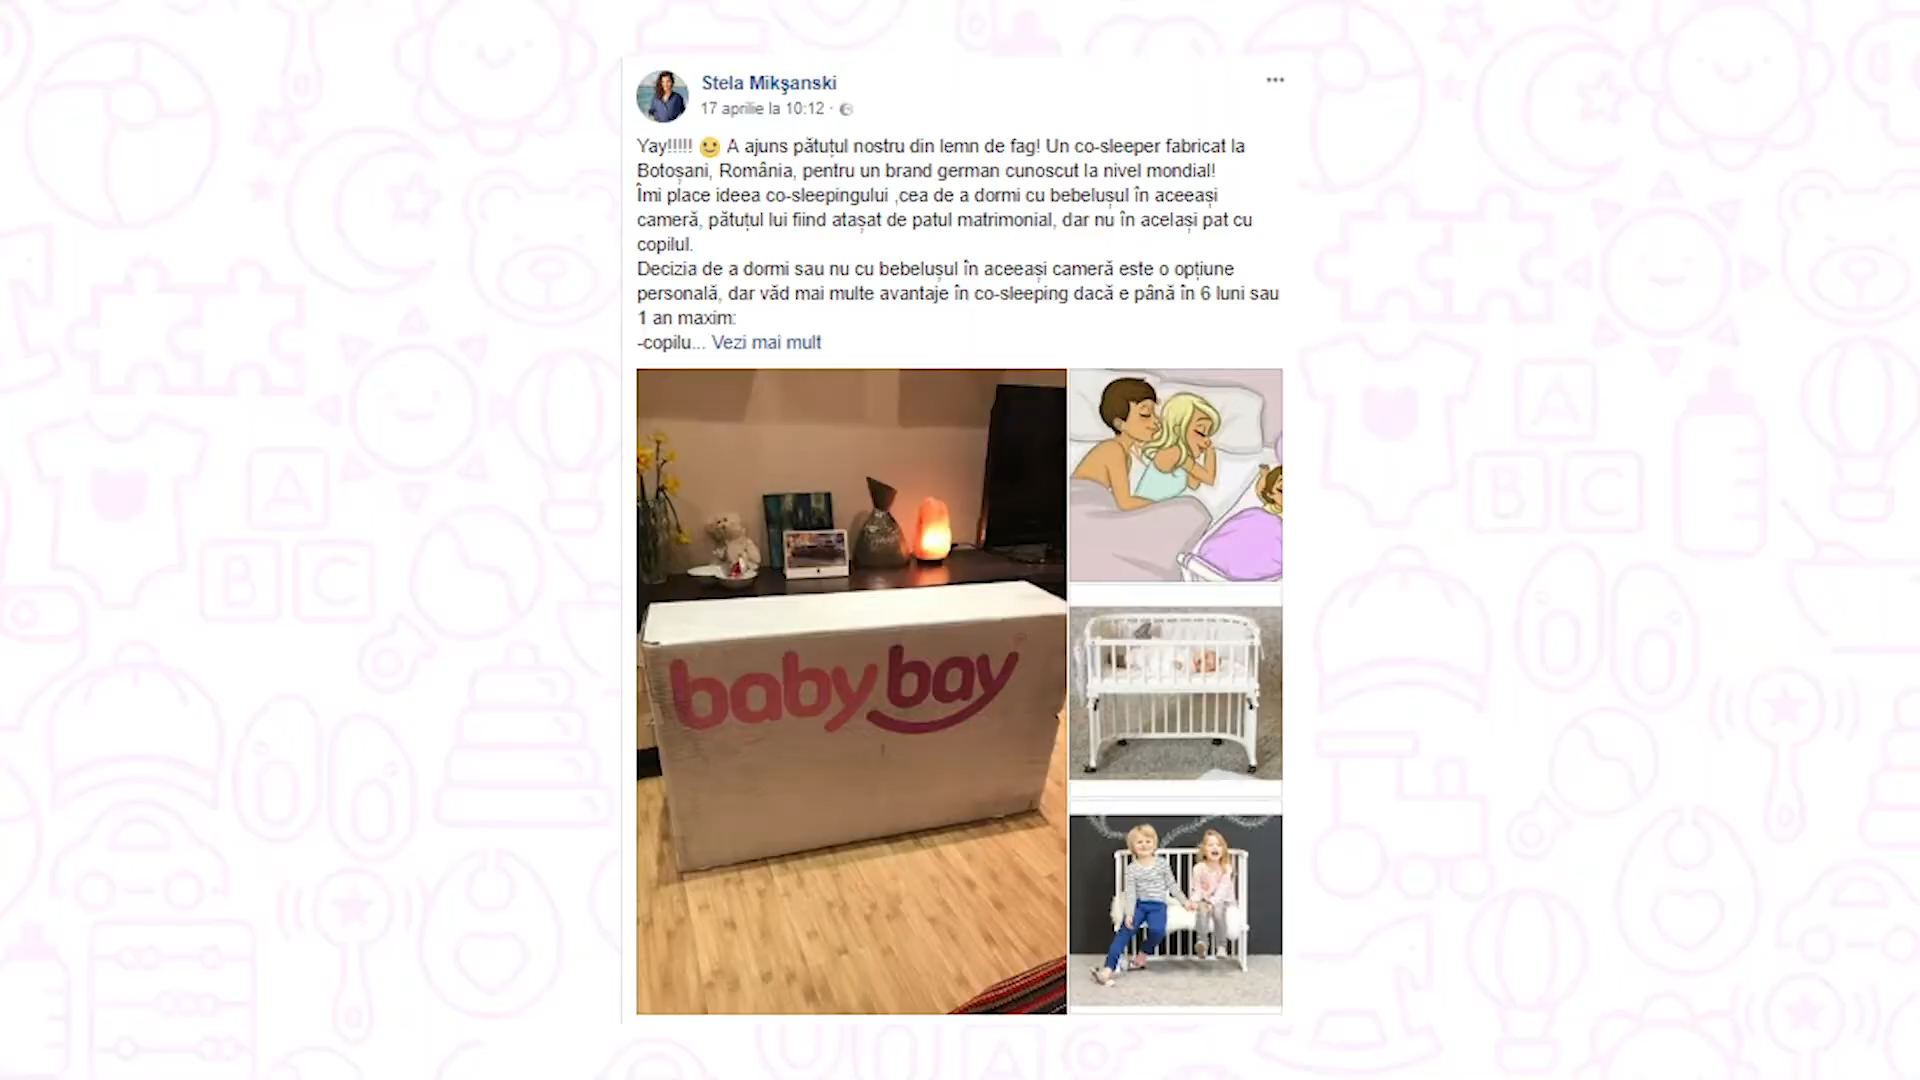 Stela Mikşanski
17 aprilie la 10:12 ·
Yay!!!!! A ajuns pătuțul nostru din lemn de fag! Un co-sleeper fabricat la
Botoșani, România, pentru un brand german cunoscut la nivel mondial!
Îmi place ideea co-sleepingului ,cea de a dormi cu bebelușul în aceeași
cameră, pătuțul lui fiind atașat de patul matrimonial, dar nu în același pat cu
copilul.
Decizia de a dormi sau nu cu bebelușul în aceeași cameră este o opțiune
personală, dar văd mai multe avantaje în co-sleeping dacă e până în 6 luni sau
1 an maxim:
-copilu... Vezi mai mult
babybay
A
B C
A
B C
A